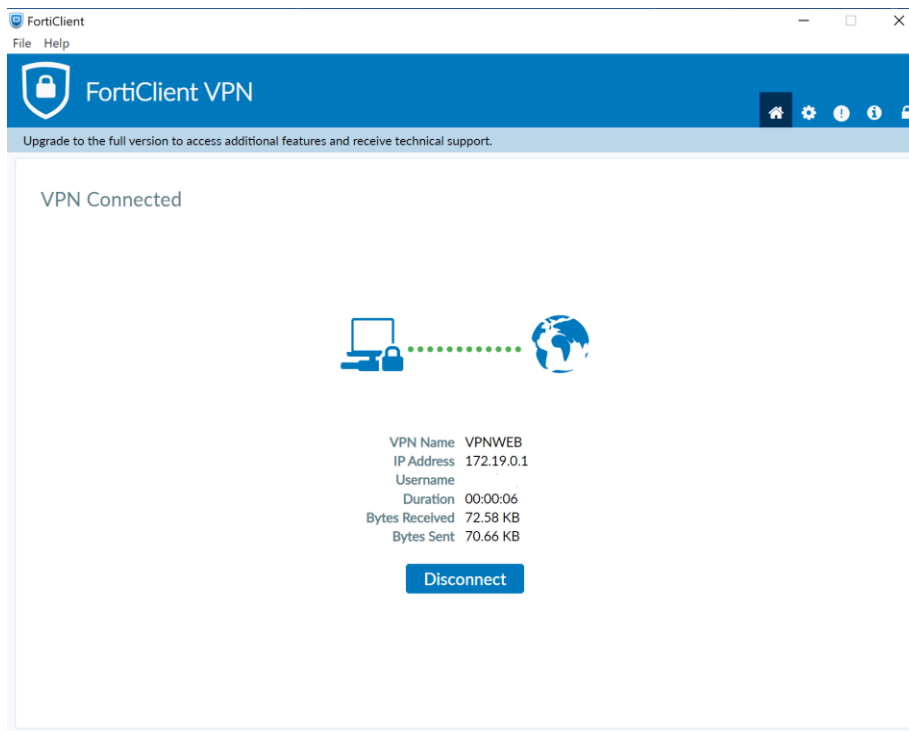 FortiClient
File Help
FortiClient VPN
Upgrade to the full version to access additional features and receive technical support.
VPN Connected
VPN Name VPNWEB
IP Address 172.19.0.1
Username
Duration 00:00:06
Bytes Received 72.58 KB
Bytes Sent 70.66 KB
Disconnect